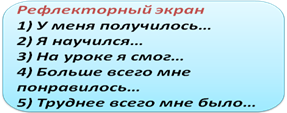 Рефлекторный экран
1) У меня получилось...
2) Я научился...
3) На уроке я смог...
4) Больше всего мне
понравилось...
5) Труднее всего мне было...